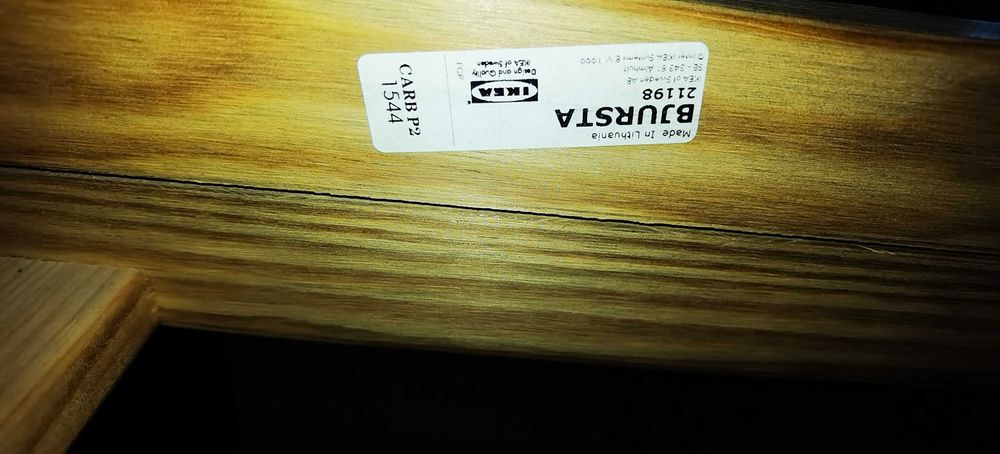 Made In Lithuania
BJURSTA
21198
IKEA of Sweden AB
SE - 343 81 Älmhult
© Inter IKEA Systems B.V. 1999
IKEA
Design and Quality
IKEA of Sweden
CARB P2
1544